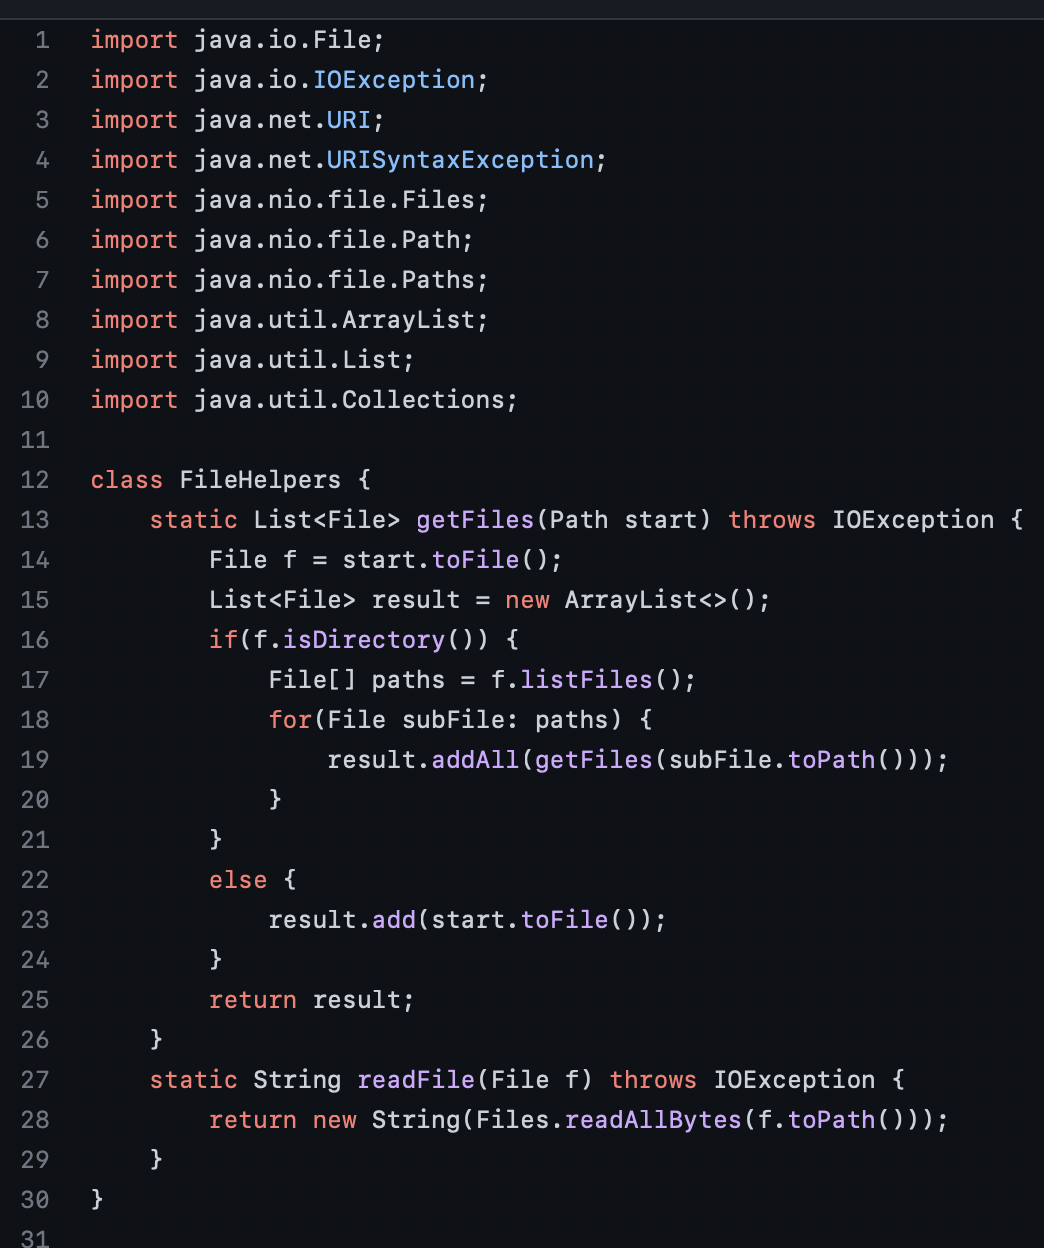 1 import java.io.File;
2 import java.io.IOException;
3 import java.net.URI;
4 import java.net.URISyntaxException;
5 import java.nio.file.Files;
6 import java.nio.file.Path;
7 import java.nio.file.Paths;
8 import java.util.ArrayList;
9 import java.util.List;
10 import java.util.Collections;
11
12 class FileHelpers {
13     static List<File> getFiles(Path start) throws IOException {
14         File f = start.toFile();
15         List<File> result = new ArrayList<>();
16         if(f.isDirectory()) {
17             File[] paths = f.listFiles();
18             for(File subFile: paths) {
19                 result.addAll(getFiles(subFile.toPath()));
20             }
21         }
22         else {
23             result.add(start.toFile());
24         }
25         return result;
26     }
27     static String readFile(File f) throws IOException {
28         return new String(Files.readAllBytes(f.toPath()));
29     }
30 }
31